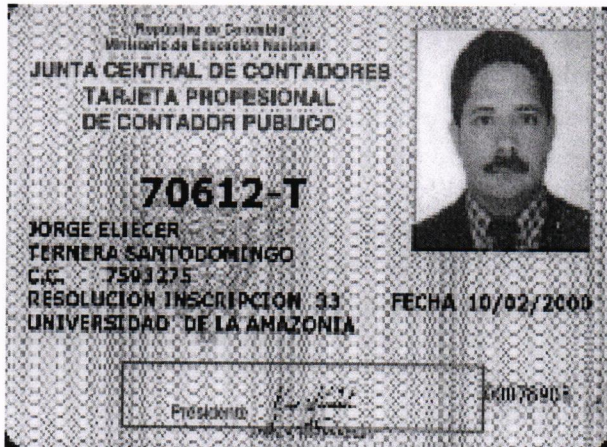 República de Colombia
Ministerio de Educación Nacional
JUNTA CENTRAL DE CONTADORES
TARJETA PROFESIONAL
DE CONTADOR PUBLICO
70612-T
JORGE ELIECER
TERNERA SANTODOMINGO
C.C. 7593275
RESOLUCION INSCRIPCION 33 FECHA 10/02/2000
UNIVERSIDAD DE LA AMAZONIA
Presidente